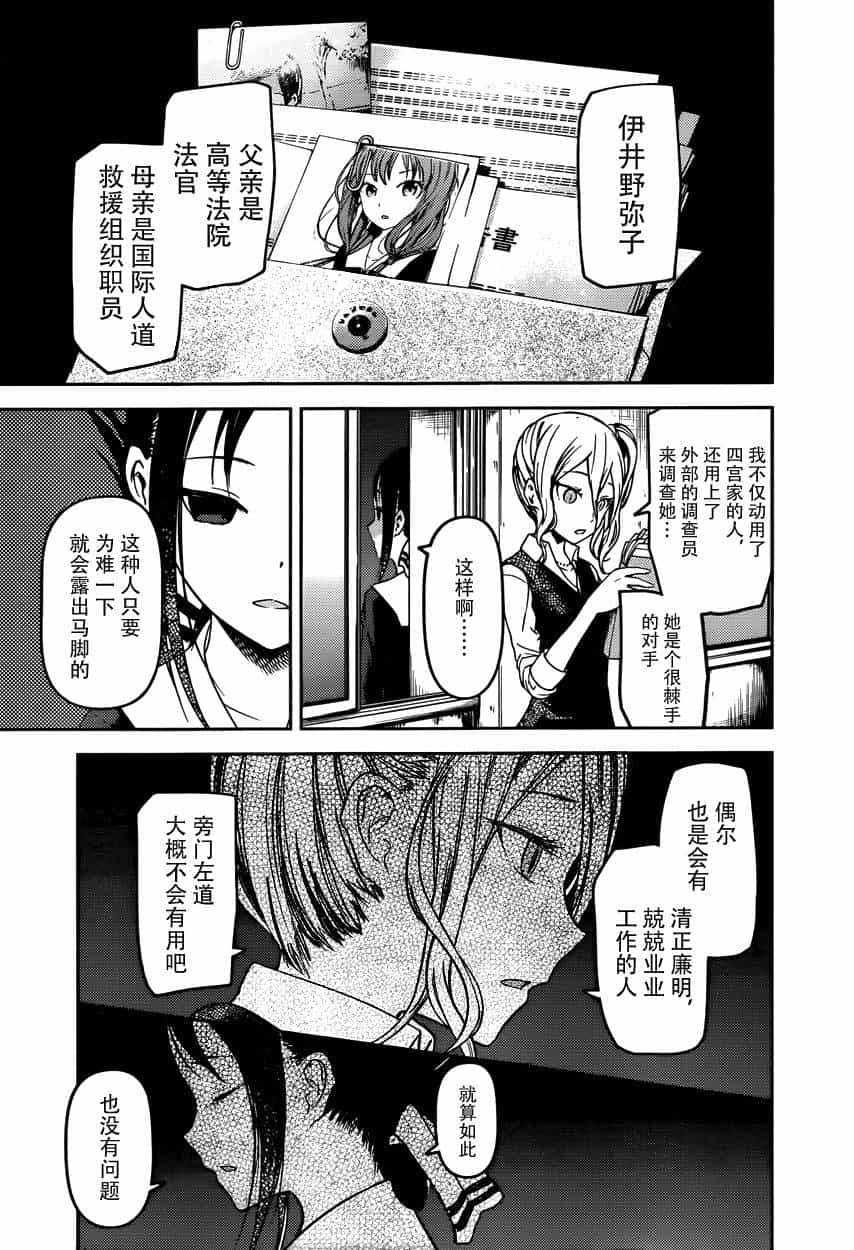 伊井野弥子
父亲是
高等法院
法官
母亲是国际人道
救援组织职员
書
我不仅动用了
四宫家的人，
还用上了
外部的调查员
来调查她…
她是个很棘手
的对手
这样啊……
这种人只要
为难一下
就会露出马脚的
偶尔
也是会有
清正廉明，
兢兢业业
工作的人
旁门左道
大概不会有用吧
就算如此
也没有问题